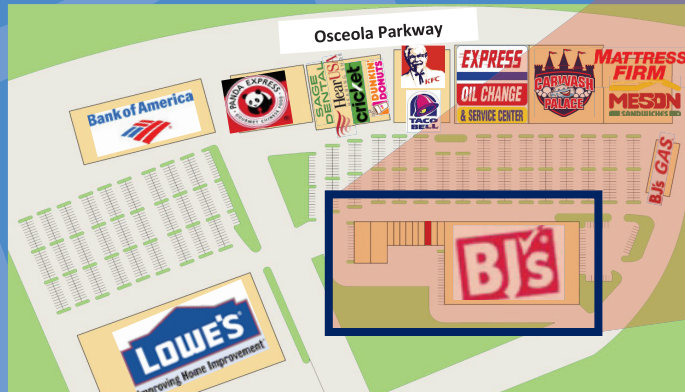 Osceola Parkway
Bank of America
PANDA EXPRESS
GOURMET CHINESE FOOD
SAGE
DENTAL
HearUSA
cricket
DUNKIN'
DONUTS
KFC
TACO
BELL
EXPRESS
OIL CHANGE
& SERVICE CENTER
CARWASH
PALACE
MATTRESS
FIRM
MESON
SANDWICHES
BJ's GAS
BJ's
LOWE'S
Improving Home Improvement